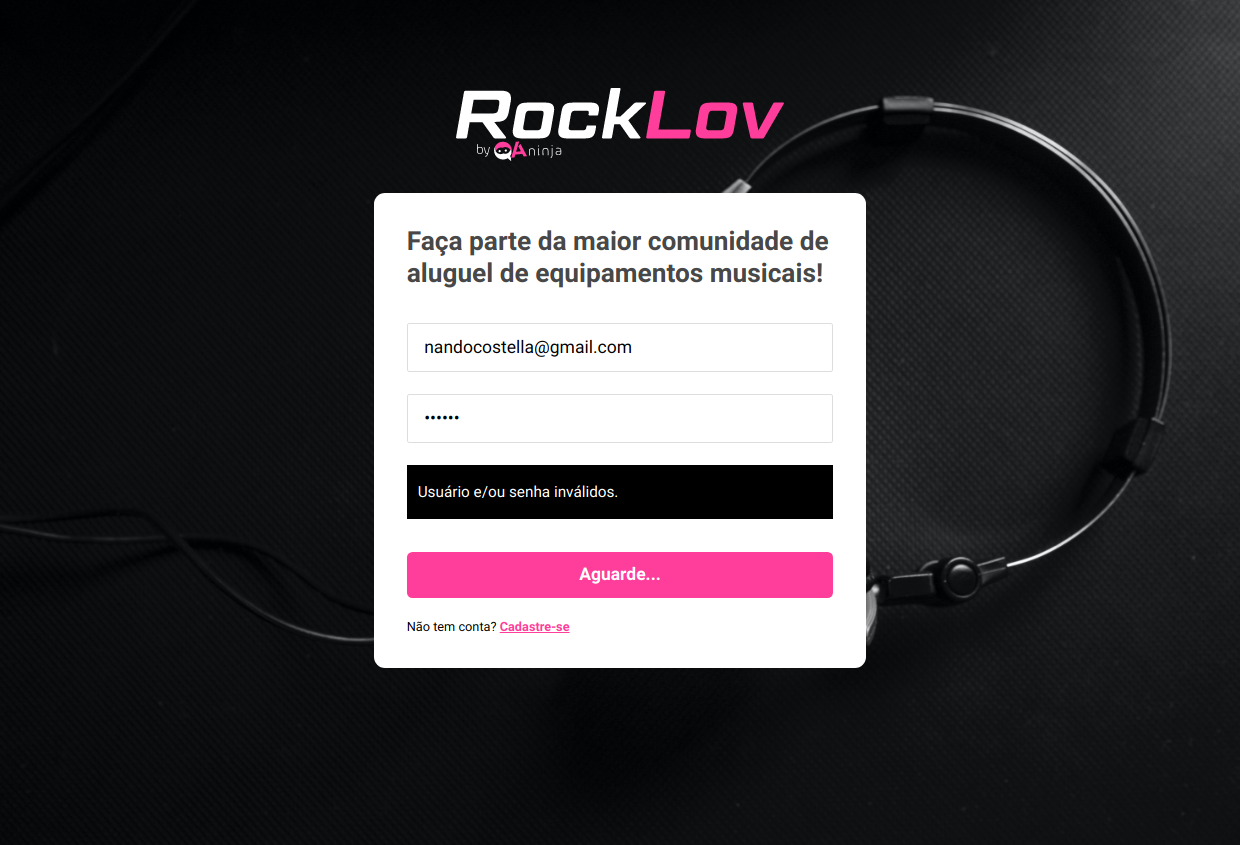 RockLov
by QAninja
Faça parte da maior comunidade de
aluguel de equipamentos musicais!
nandocostella@gmail.com
••••••
Usuário e/ou senha inválidos.
Aguarde...
Não tem conta? Cadastre-se